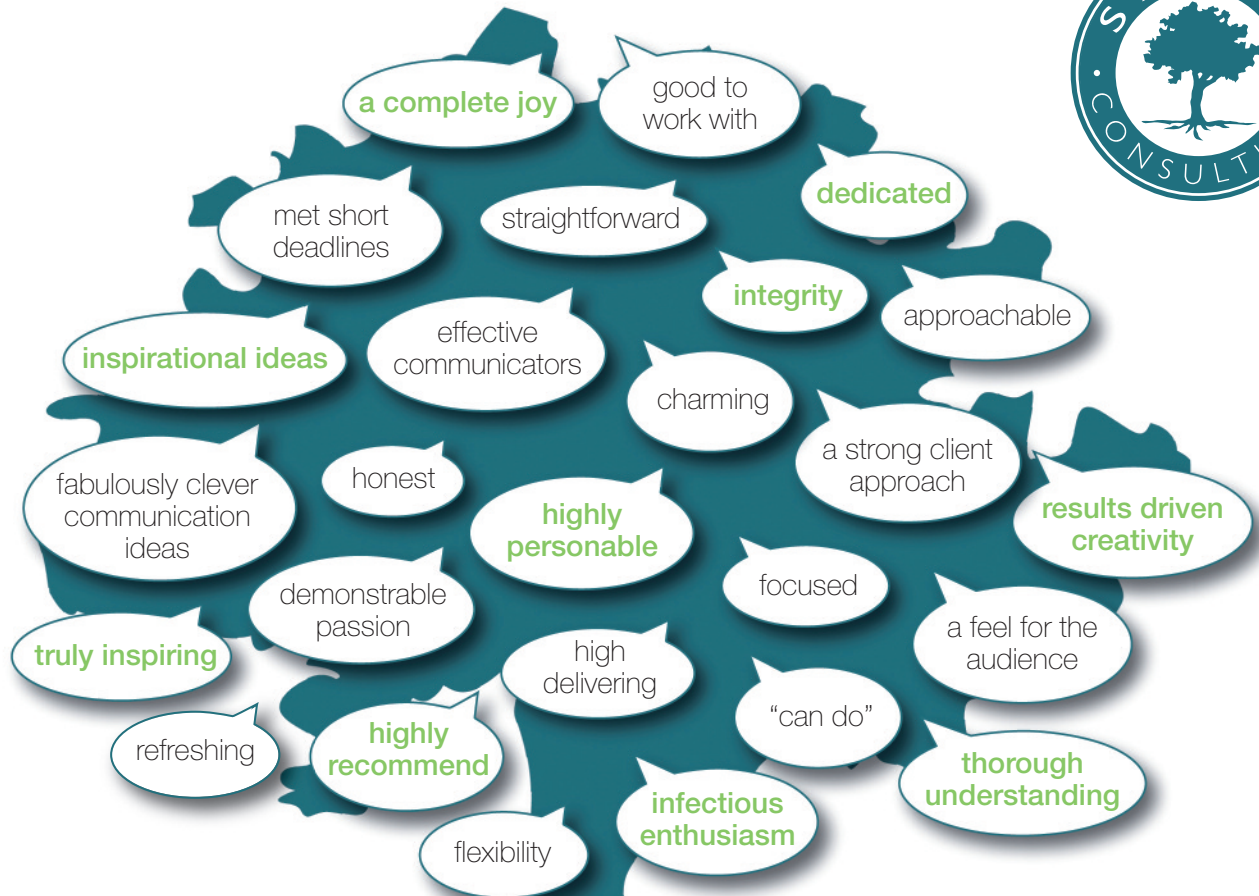 a complete joy
good to
work with
dedicated
met short
deadlines
straightforward
integrity
approachable
inspirational ideas
effective
communicators
charming
a strong client
approach
fabulously clever
communication
ideas
honest
highly
personable
results driven
creativity
demonstrable
passion
focused
a feel for the
audience
truly inspiring
high
delivering
“can do”
refreshing
highly
recommend
thorough
understanding
infectious
enthusiasm
flexibility